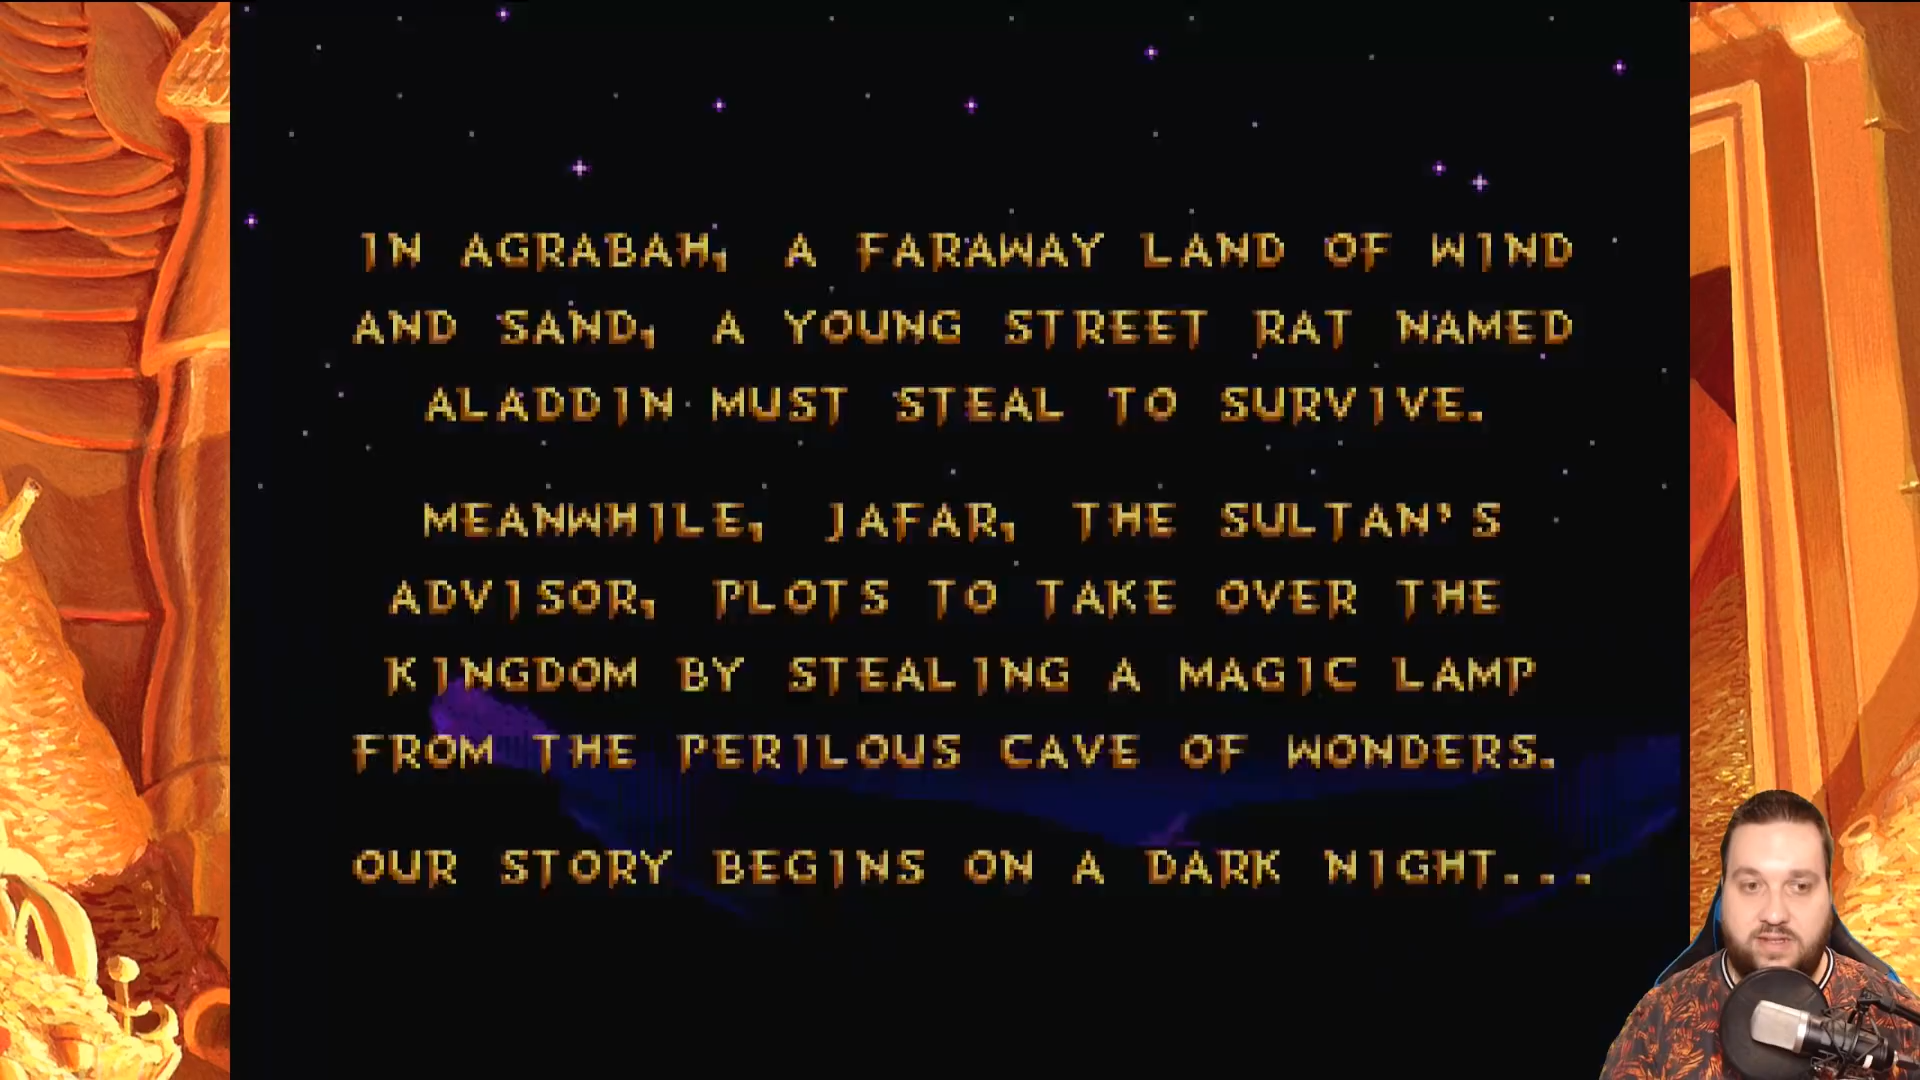 IN AGRABAH, A FARAWAY LAND OF WIND
AND SAND, A YOUNG STREET RAT NAMED
ALADDIN MUST STEAL TO SURVIVE.
MEANWHILE, JAFAR, THE SULTAN'S
ADVISOR, PLOTS TO TAKE OVER THE
KINGDOM BY STEALING A MAGIC LAMP
FROM THE PERILOUS CAVE OF WONDERS.
OUR STORY BEGINS ON A DARK NIGHT...